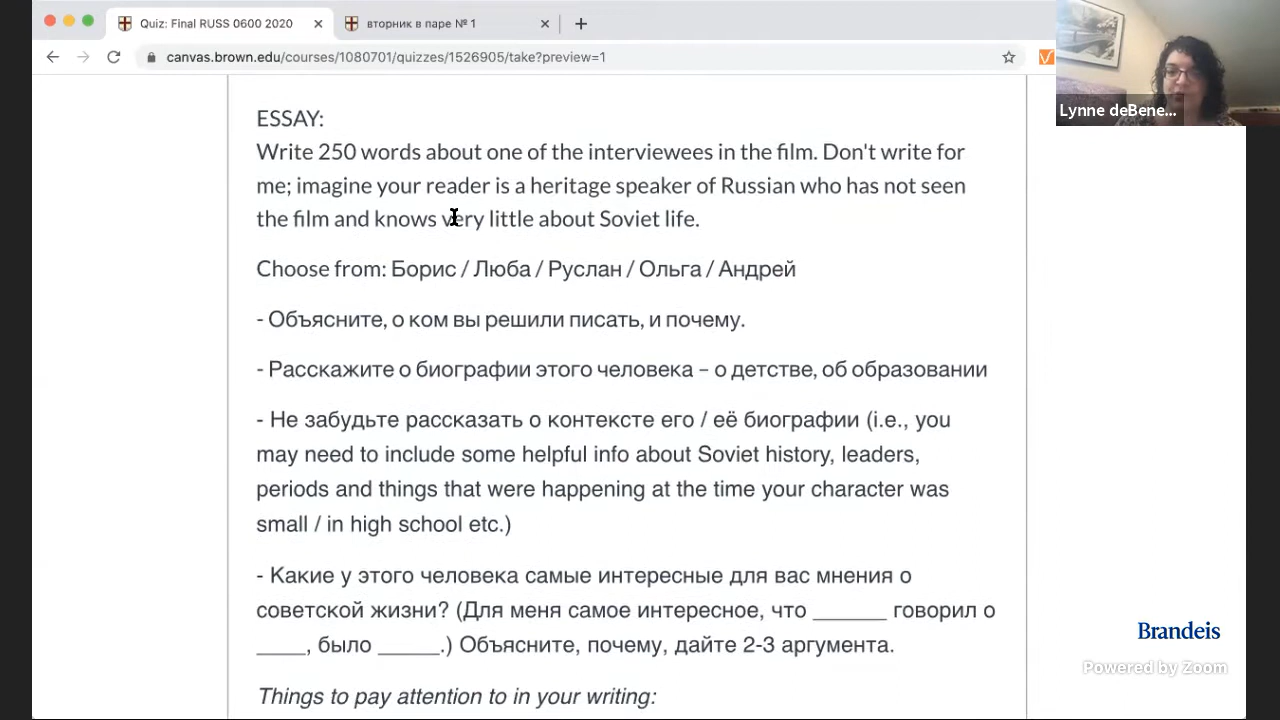 Quiz: Final RUSS 0600 2020
вторник в паре № 1
canvas.brown.edu/courses/1080701/quizzes/1526905/take?preview=1
Lynne deBene...
ESSAY:
Write 250 words about one of the interviewees in the film. Don't write for
me; imagine your reader is a heritage speaker of Russian who has not seen
the film and knows very little about Soviet life.
Choose from: Борис / Люба / Руслан / Ольга / Андрей
- Объясните, о ком вы решили писать, и почему.
- Расскажите о биографии этого человека – о детстве, об образовании
- Не забудьте рассказать о контексте его / её биографии (i.e., you
may need to include some helpful info about Soviet history, leaders,
periods and things that were happening at the time your character was
small / in high school etc.)
- Какие у этого человека самые интересные для вас мнения о
советской жизни? (Для меня самое интересное, что ______ говорил о
____, было _____.) Объясните, почему, дайте 2-3 аргумента.
Things to pay attention to in your writing:
Brandeis
Powered by Zoom